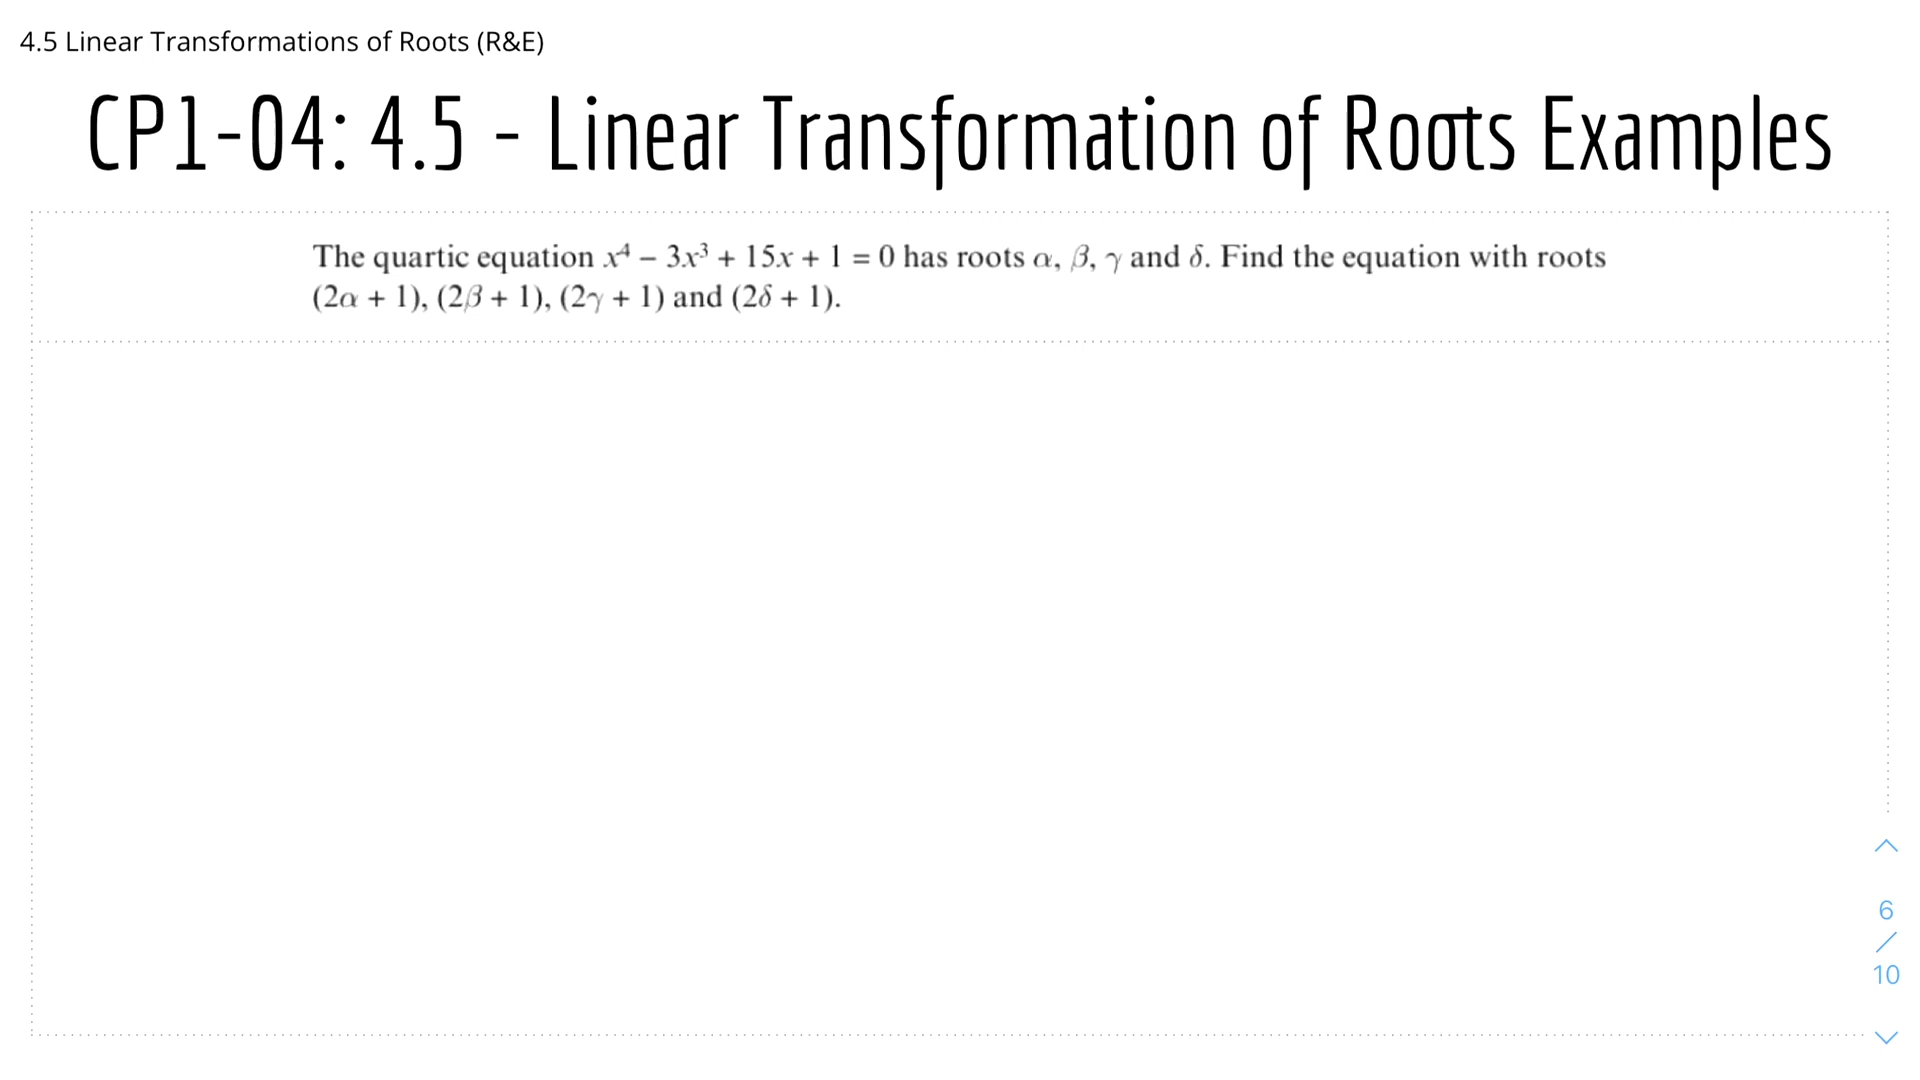 4.5 Linear Transformations of Roots (R&E)
CP1-04: 4.5 - Linear Transformation of Roots Examples
The quartic equation x⁴ – 3x³ + 15x + 1 = 0 has roots α, β, γ and δ. Find the equation with roots
(2α + 1), (2β + 1), (2γ + 1) and (2δ + 1).
6
/
10